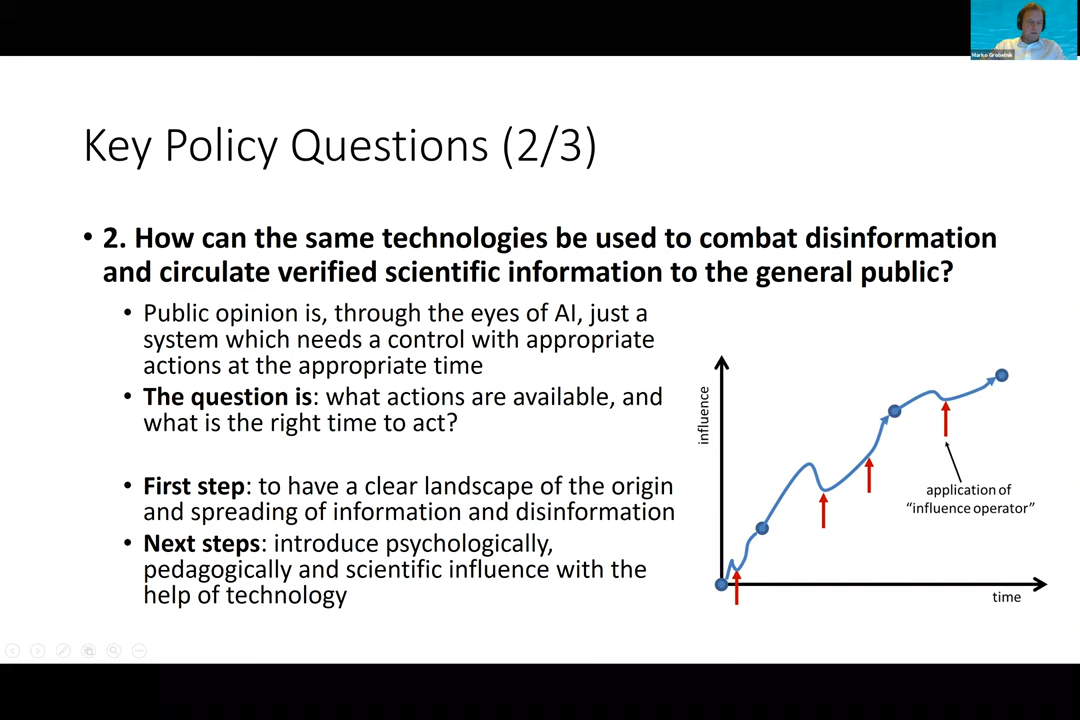 Marko Grobelnik
Key Policy Questions (2/3)
• 2. How can the same technologies be used to combat disinformation
and circulate verified scientific information to the general public?
• Public opinion is, through the eyes of AI, just a
system which needs a control with appropriate
actions at the appropriate time
• The question is: what actions are available, and
what is the right time to act?
• First step: to have a clear landscape of the origin
and spreading of information and disinformation
• Next steps: introduce psychologically,
pedagogically and scientific influence with the
help of technology
influence
application of
“influence operator”
time